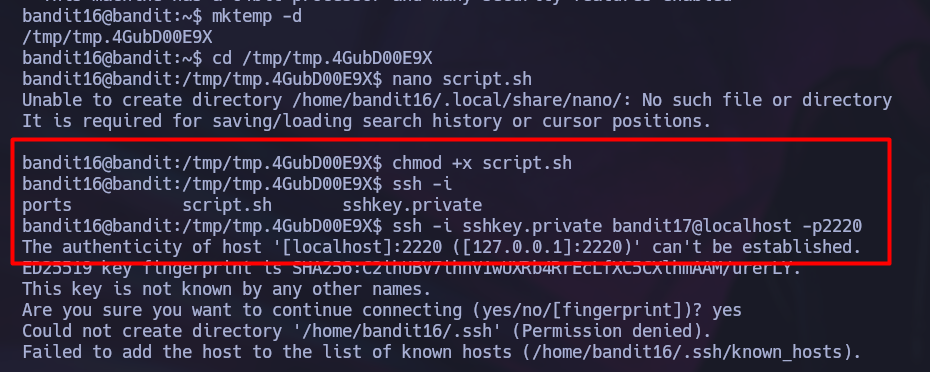 bandit16@bandit:~$ mktemp -d
/tmp/tmp.4GubD00E9X
bandit16@bandit:~$ cd /tmp/tmp.4GubD00E9X
bandit16@bandit:/tmp/tmp.4GubD00E9X$ nano script.sh
Unable to create directory /home/bandit16/.local/share/nano/: No such file or directory
It is required for saving/loading search history or cursor positions.
bandit16@bandit:/tmp/tmp.4GubD00E9X$ chmod +x script.sh
bandit16@bandit:/tmp/tmp.4GubD00E9X$ ssh -i
ports script.sh sshkey.private
bandit16@bandit:/tmp/tmp.4GubD00E9X$ ssh -i sshkey.private bandit17@localhost -p2220
The authenticity of host '[localhost]:2220 ([127.0.0.1]:2220)' can't be established.
ED25519 key fingerprint is
This key is not known by any other names.
Are you sure you want to continue connecting (yes/no/[fingerprint])? yes
Could not create directory '/home/bandit16/.ssh' (Permission denied).
Failed to add the host to the list of known hosts (/home/bandit16/.ssh/known_hosts).